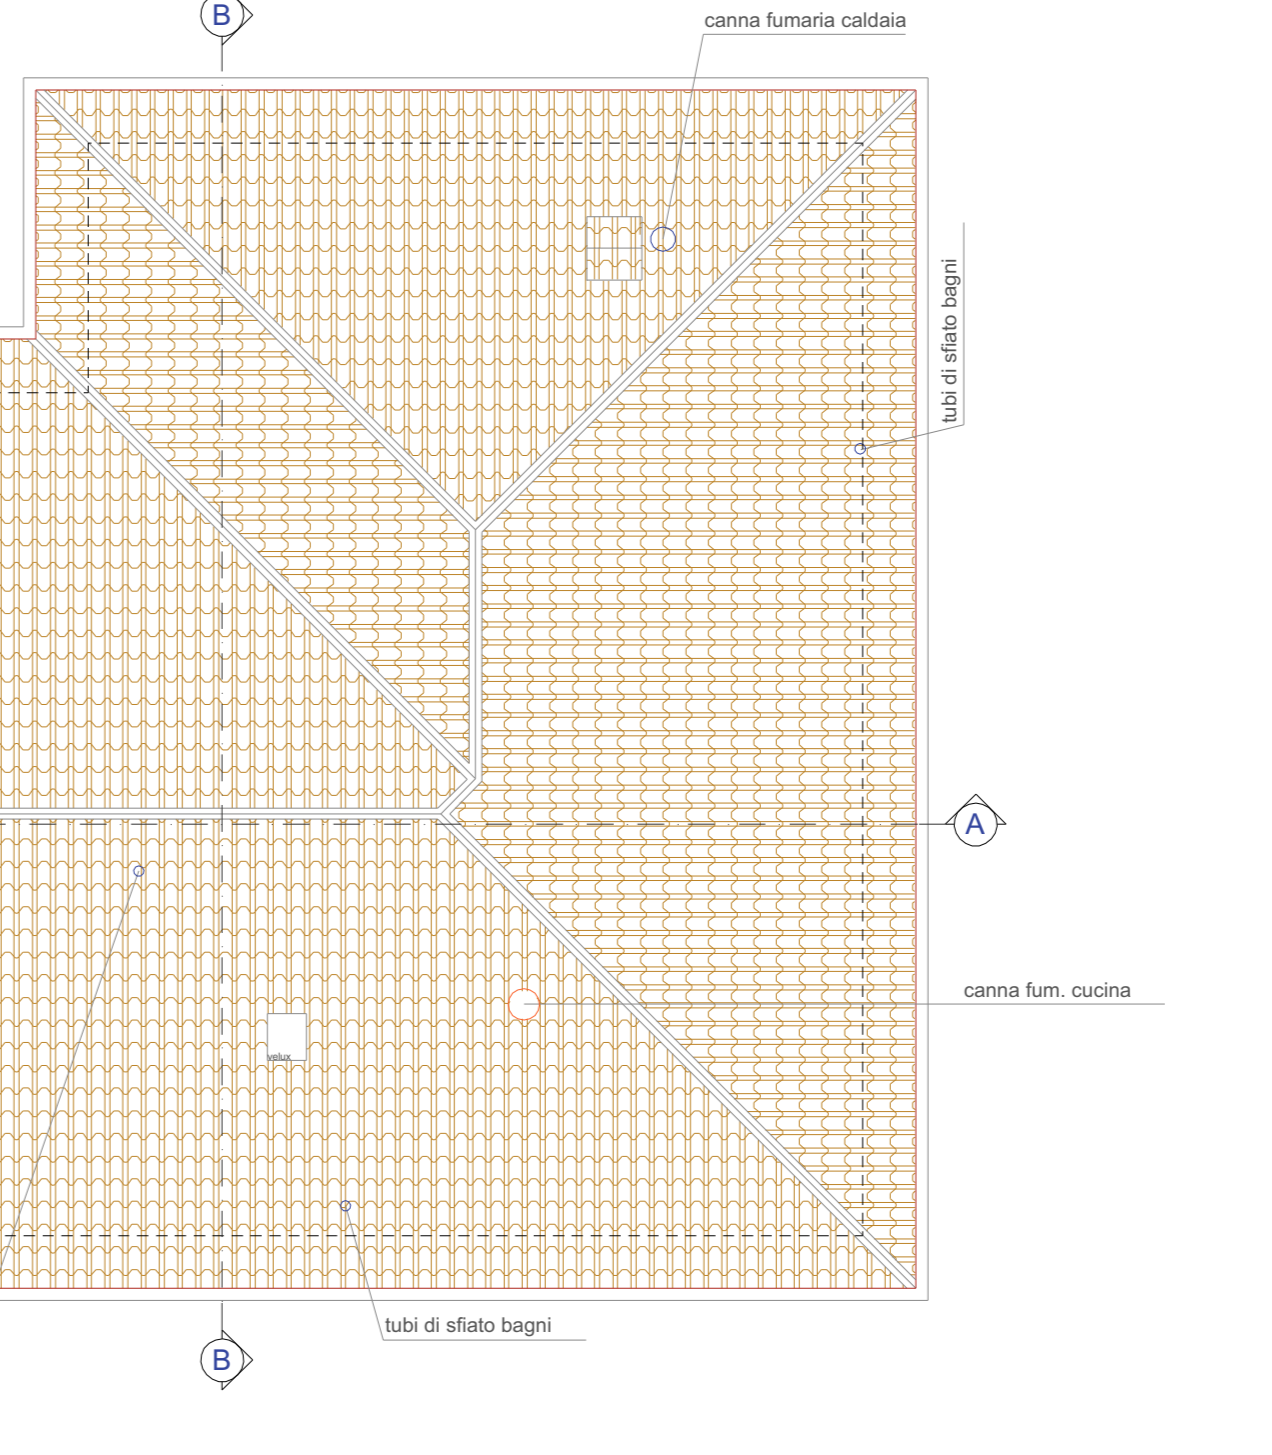 B
canna fumaria caldaia
tubi di sfiato bagni
A
canna fum. cucina
velux
tubi di sfiato bagni
B